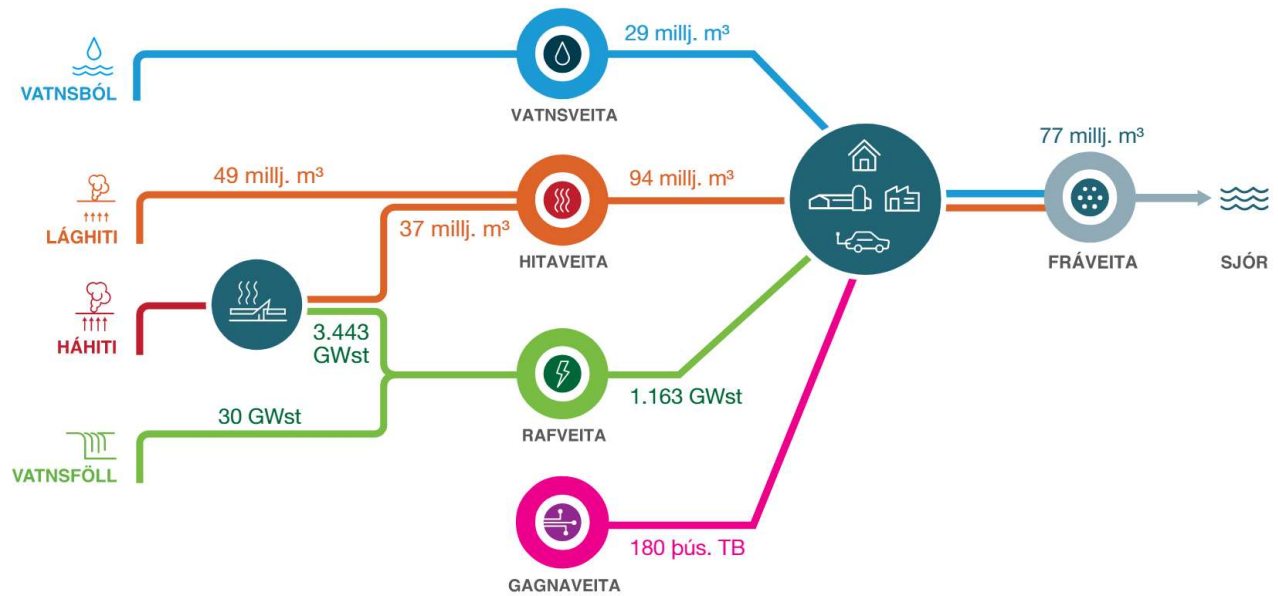 29 millj. m³
VATNSBÓL
VATNSVEITA
77 millj. m³
49 millj. m³
94 millj. m³
LÁGHITI
37 millj. m³
HITAVEITA
FRÁVEITA
SJÓR
HÁHITI
3.443
GWst
1.163 GWst
30 GWst
RAFVEITA
VATNSFÖLL
180 þús. TB
GAGNAVEITA